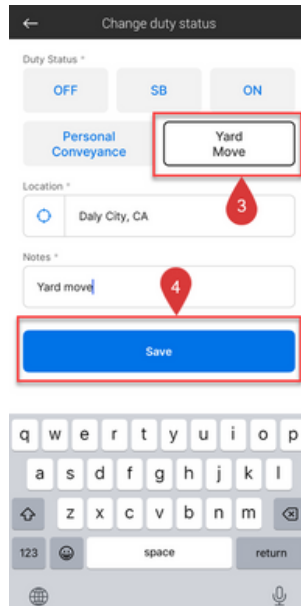 Change duty status
Duty Status *
OFF SB ON
Personal
Conveyance
Yard
Move
3
Location *
Daly City, CA
Notes *
Yard move
4
Save
q w e r t y u i o p
a s d f g h j k l
z x c v b n m
123 space return